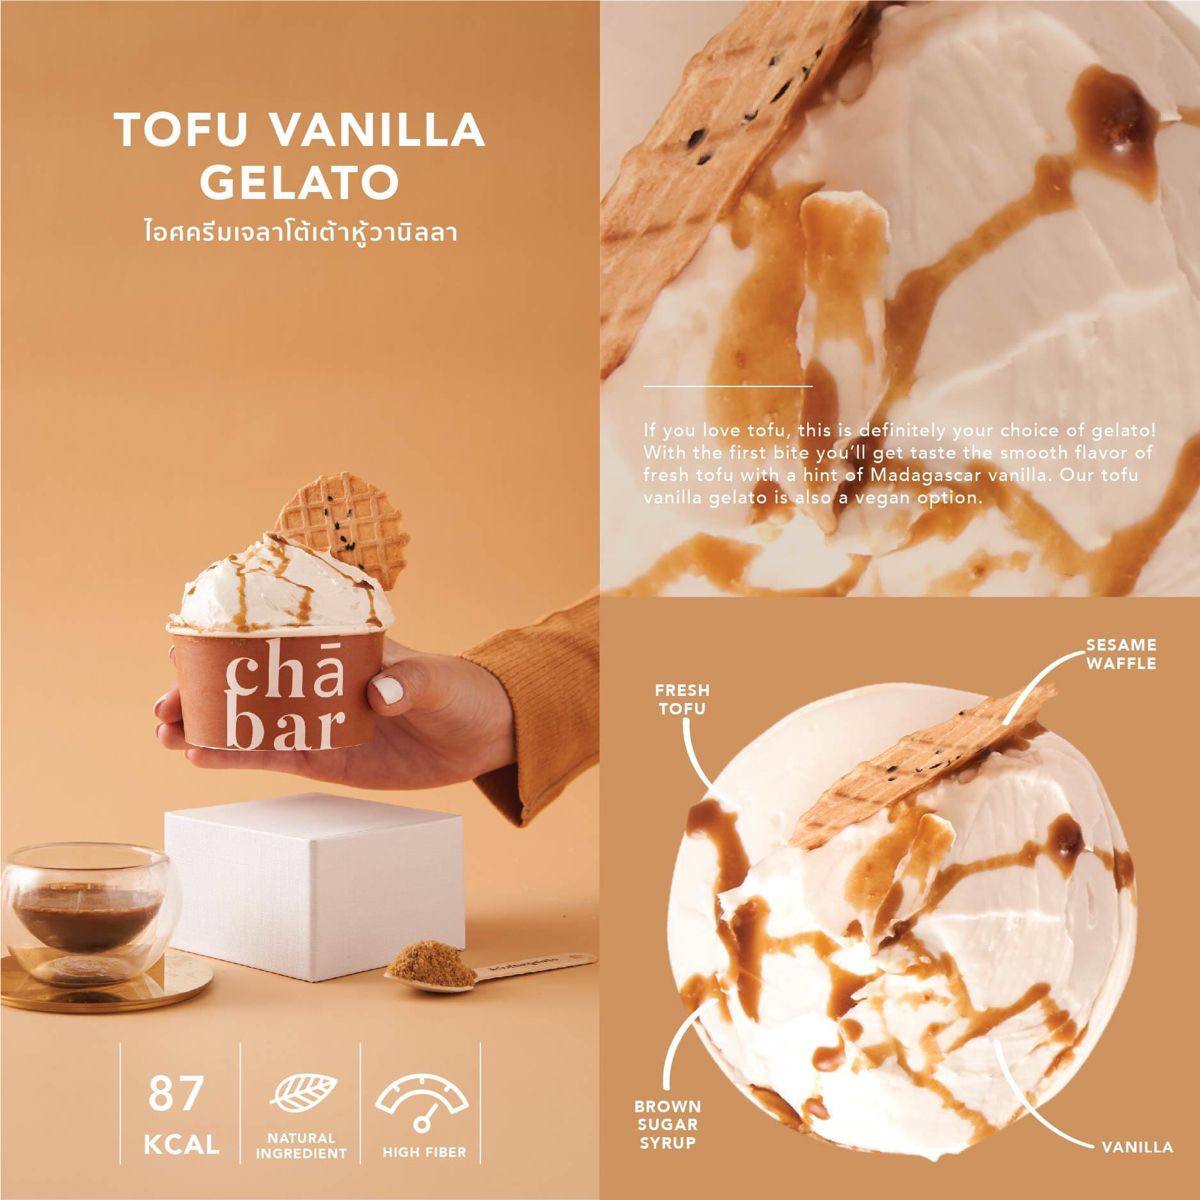 TOFU VANILLA
GELATO
ไอศครีมเจลาโต้เต้าหู้วานิลลา
chā
bar
87
KCAL
NATURAL
INGREDIENT
HIGH FIBER
If you love tofu, this is definitely your choice of gelato!
With the first bite you'll get taste the smooth flavor of
fresh tofu with a hint of Madagascar vanilla. Our tofu
vanilla gelato is also a vegan option.
SESAME
WAFFLE
FRESH
TOFU
BROWN
SUGAR
SYRUP
VANILLA